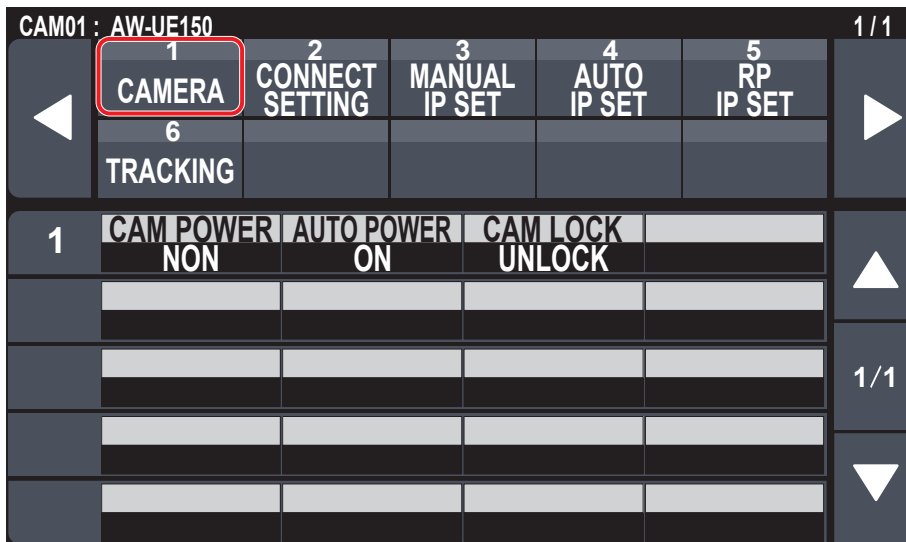 CAM01 : AW-UE150 1 / 1
1 2 3 4 5
CAMERA CONNECT SETTING MANUAL IP SET AUTO IP SET RP IP SET
6
TRACKING
1 CAM POWER AUTO POWER CAM LOCK
NON ON UNLOCK
1/1